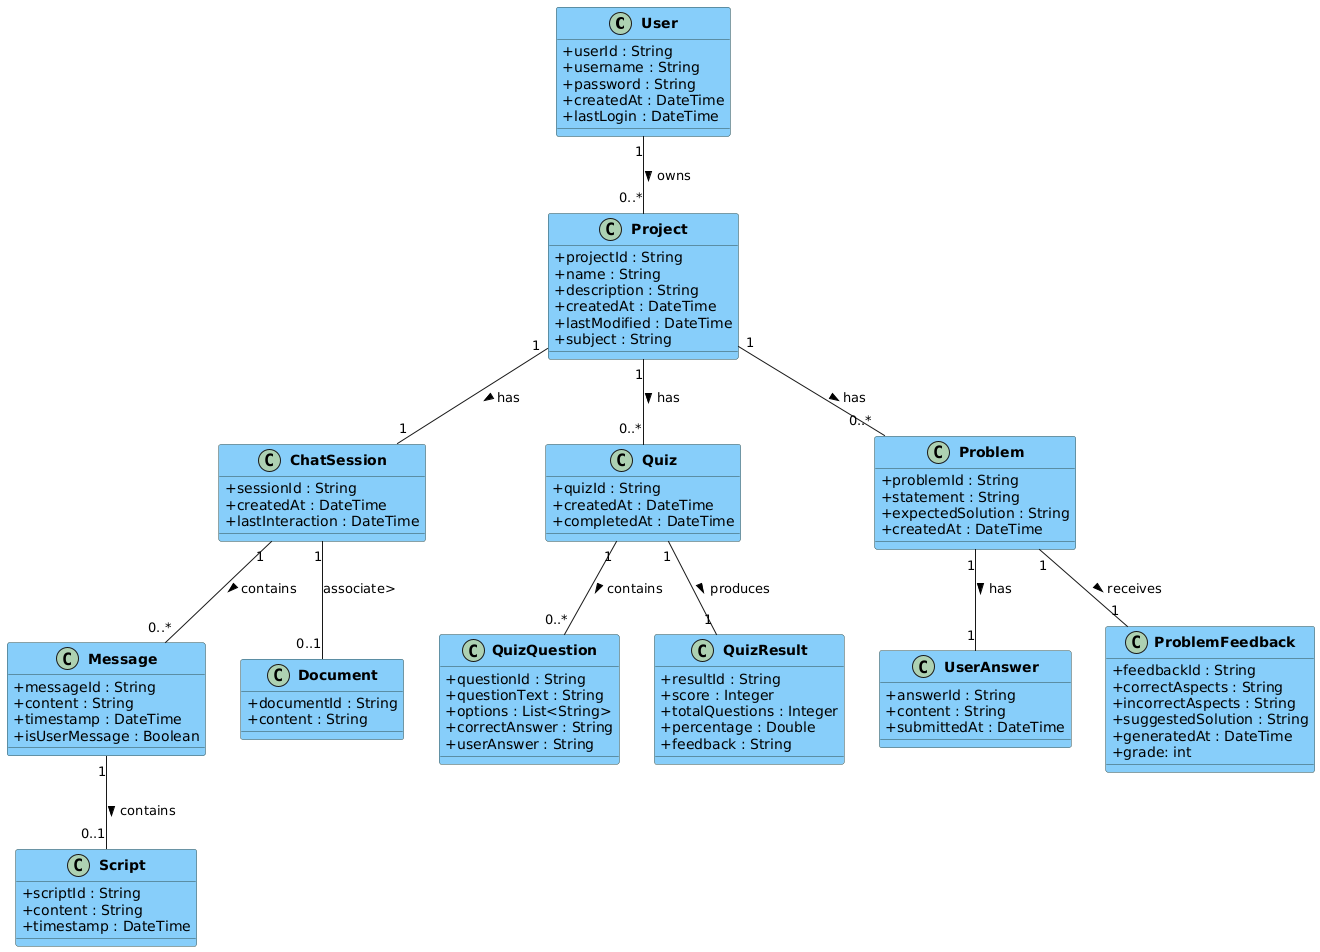 C User
+userId : String
+username : String
+password : String
+createdAt : DateTime
+lastLogin : DateTime
1
owns
0..*
C Project
+projectId : String
+name : String
+description : String
+createdAt : DateTime
+lastModified : DateTime
+subject : String
1
has
1
1
has
0..*
1
has
0..*
C ChatSession
+sessionId : String
+createdAt : DateTime
+lastInteraction : DateTime
C Quiz
+quizId : String
+createdAt : DateTime
+completedAt : DateTime
C Problem
+problemId : String
+statement : String
+expectedSolution : String
+createdAt : DateTime
1
contains
0..*
1
associate>
0..1
1
contains
0..*
1
produces
1
1
has
1
1
receives
1
C Message
+messageId : String
+content : String
+timestamp : DateTime
+isUserMessage : Boolean
C Document
+documentId : String
+content : String
C QuizQuestion
+questionId : String
+questionText : String
+options : List<String>
+correctAnswer : String
+userAnswer : String
C QuizResult
+resultId : String
+score : Integer
+totalQuestions : Integer
+percentage : Double
+feedback : String
C UserAnswer
+answerId : String
+content : String
+submittedAt : DateTime
C ProblemFeedback
+feedbackId : String
+correctAspects : String
+incorrectAspects : String
+suggestedSolution : String
+generatedAt : DateTime
+grade: int
1
contains
0..1
C Script
+scriptId : String
+content : String
+timestamp : DateTime